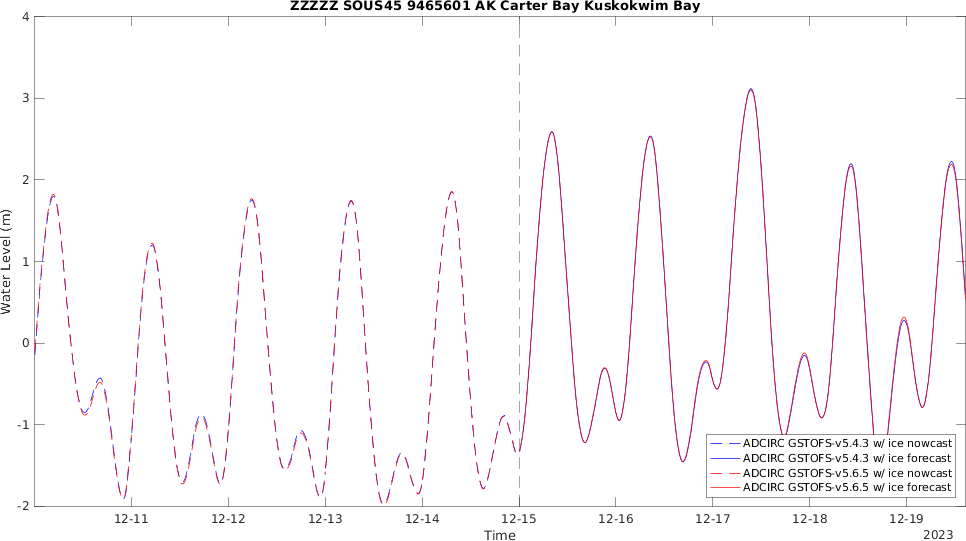 ZZZZZ SOUS45 9465601 AK Carter Bay Kuskokwim Bay
4
3
2
1
0
-1
-2
Water Level (m)
12-11 12-12 12-13 12-14 12-15 12-16 12-17 12-18 12-19
Time
2023
ADCIRC GSTOFS-v5.4.3 w/ ice nowcast
ADCIRC GSTOFS-v5.4.3 w/ ice forecast
ADCIRC GSTOFS-v5.6.5 w/ ice nowcast
ADCIRC GSTOFS-v5.6.5 w/ ice forecast